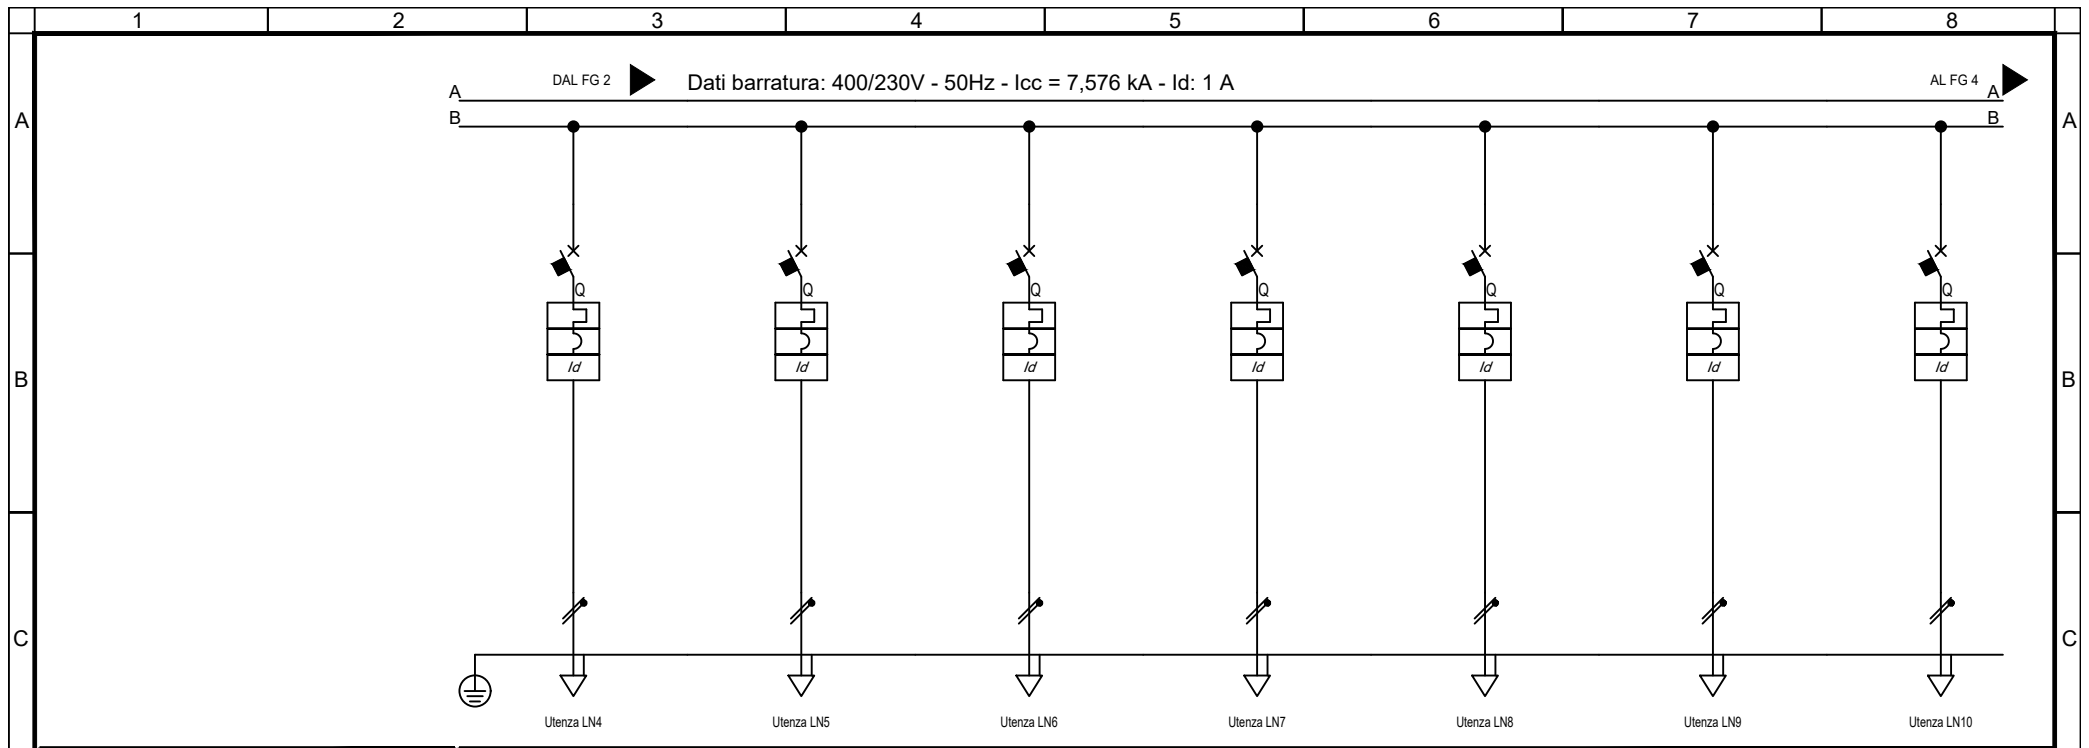 1 2 3 4 5 6 7 8
DAL FG 2 Dati barratura: 400/230V - 50Hz - Icc = 7,576 kA - Id: 1 A AL FG 4
A A
B B
A A
Q Q Q Q Q Q Q
Id Id Id Id Id Id Id
B B
C C
Utenza LN4 Utenza LN5 Utenza LN6 Utenza LN7 Utenza LN8 Utenza LN9 Utenza LN10